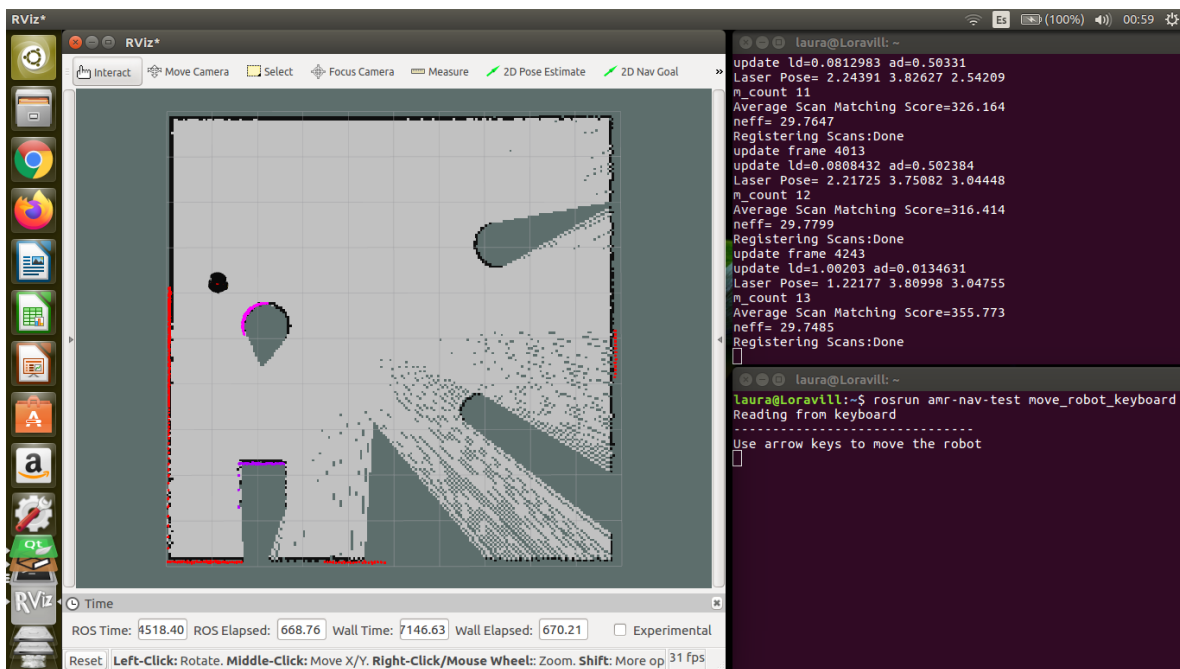 RViz*
Es
(100%)
00:59
RViz*
Interact
Move Camera
Select
Focus Camera
Measure
2D Pose Estimate
2D Nav Goal
»
Time
ROS Time: 4518.40 ROS Elapsed: 668.76 Wall Time: 7146.63 Wall Elapsed: 670.21 Experimental
Reset Left-Click: Rotate. Middle-Click: Move X/Y. Right-Click/Mouse Wheel:: Zoom. Shift: More op 31 fps
laura@Loravill: ~
update ld=0.0812983 ad=0.50331
Laser Pose= 2.24391 3.82627 2.54209
m_count 11
Average Scan Matching Score=326.164
neff= 29.7647
Registering Scans:Done
update frame 4013
update ld=0.0808432 ad=0.502384
Laser Pose= 2.21725 3.75082 3.04448
m_count 12
Average Scan Matching Score=316.414
neff= 29.7799
Registering Scans:Done
update frame 4243
update ld=1.00203 ad=0.0134631
Laser Pose= 1.22177 3.80998 3.04755
m_count 13
Average Scan Matching Score=355.773
neff= 29.7485
Registering Scans:Done
laura@Loravill: ~
laura@Loravill:~$ rosrun amr-nav-test move_robot_keyboard
Reading from keyboard
-------------------------------
Use arrow keys to move the robot
A
a
Qt
RViz